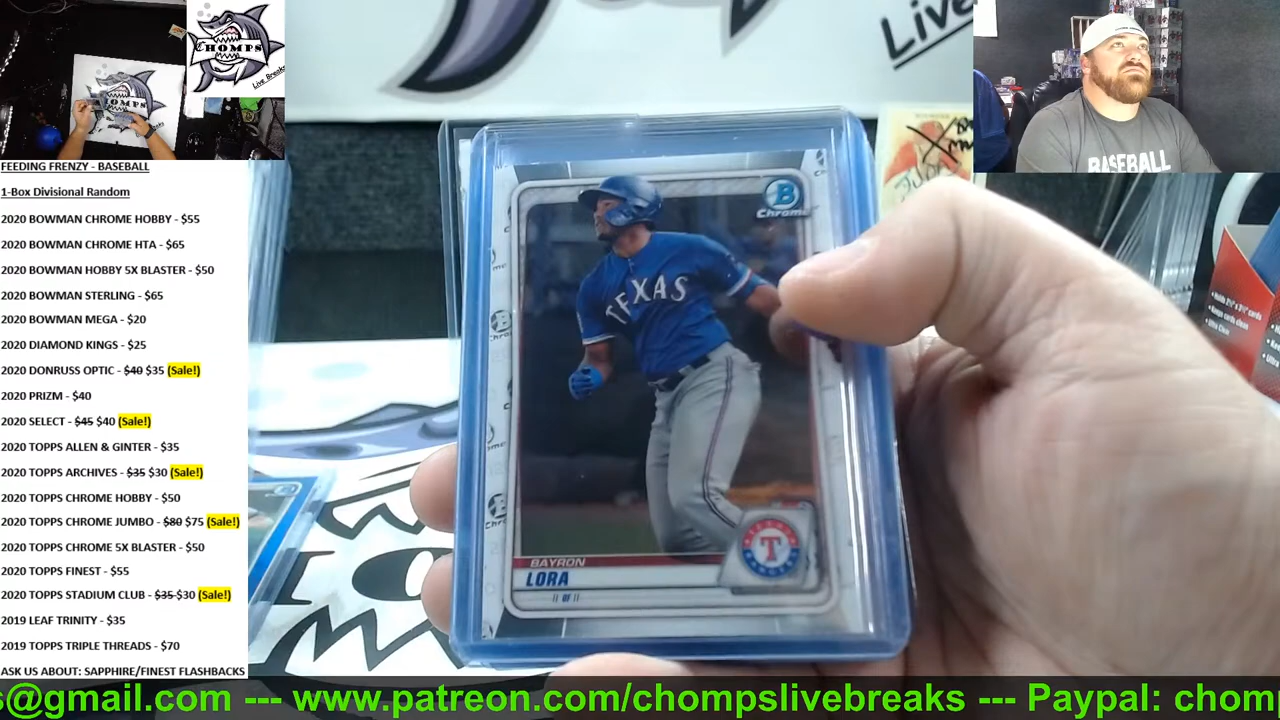 CHOMPS
Live Breaks
CHOMPS
Live
BASEBALL
FEEDING FRENZY - BASEBALL
1-Box Divisional Random
2020 BOWMAN CHROME HOBBY - $55
2020 BOWMAN CHROME HTA - $65
2020 BOWMAN HOBBY 5X BLASTER - $50
2020 BOWMAN STERLING - $65
2020 BOWMAN MEGA - $20
2020 DIAMOND KINGS - $25
2020 DONRUSS OPTIC - $40 $35 (Sale!)
2020 PRIZM - $40
2020 SELECT - $45 $40 (Sale!)
2020 TOPPS ALLEN & GINTER - $35
2020 TOPPS ARCHIVES - $35 $30 (Sale!)
2020 TOPPS CHROME HOBBY - $50
2020 TOPPS CHROME JUMBO - $80 $75 (Sale!)
2020 TOPPS CHROME 5X BLASTER - $50
2020 TOPPS FINEST - $55
2020 TOPPS STADIUM CLUB - $35 $30 (Sale!)
2019 LEAF TRINITY - $35
2019 TOPPS TRIPLE THREADS - $70
ASK US ABOUT: SAPPHIRE/FINEST FLASHBACKS
B
Chrome
TEXAS
BAYRON
LORA
OF
T
s@gmail.com --- www.patreon.com/chompslivebreaks --- Paypal: chom